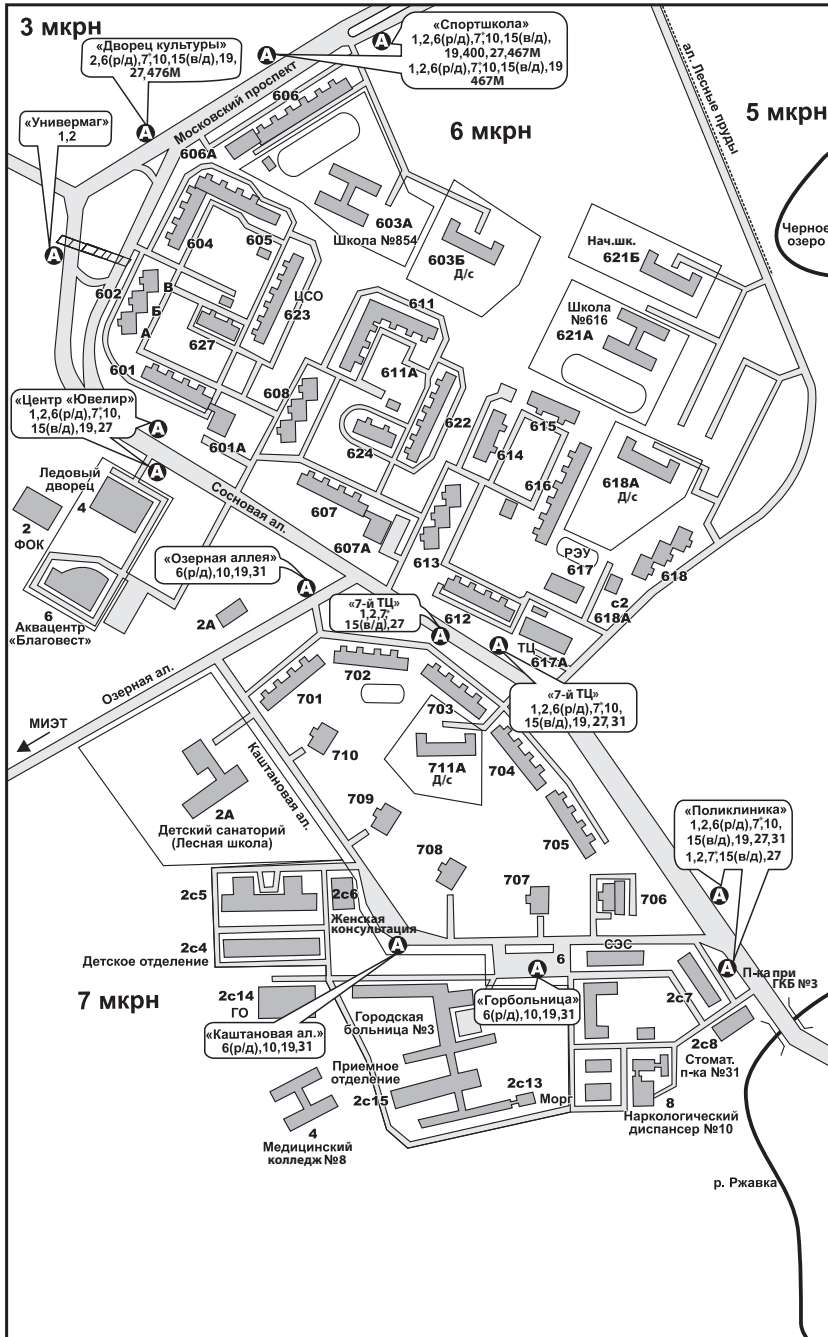 3 мкрн
«Дворец культуры»
2,6(р/д),7,10,15(в/д),19,
27,476М
«Спортшкола»
1,2,6(р/д),7,10,15(в/д),
19,400,27,467М
1,2,6(р/д),7,10,15(в/д),19
467М
«Универмаг»
1,2
Московский проспект
ал. Лесные пруды
5 мкрн
6 мкрн
Черное
озеро
А
А
А
А
606
606А
603А
Школа №854
603Б
Д/с
Нач.шк.
621Б
604
605
602
В
Б
А
ЦСО
623
627
611
611А
Школа
№616
621А
601
601А
608
622
624
614
615
616
618А
Д/с
«Центр «Ювелир»
1,2,6(р/д),7,10,
15(в/д),19,27
А
А
Ледовый
дворец
4
2
ФОК
Сосновая ал.
607
607А
613
РЭУ
617
618
с2
618А
6
Аквацентр
«Благовест»
«Озерная аллея»
6(р/д),10,19,31
А
2А
«7-й ТЦ»
1,2,7
15(в/д),27
А
612
А
ТЦ
617А
Озерная ал.
МИЭТ
«7-й ТЦ»
1,2,6(р/д),7,10,
15(в/д),19,27,31
701
702
703
710
711А
Д/с
704
Каштановая ал.
2А
Детский санаторий
(Лесная школа)
709
705
708
707
706
«Поликлиника»
1,2,6(р/д),7,10,
15(в/д),19,27,31
1,2,7,15(в/д),27
А
А
2с5
2с6
Женская
консультация
2с4
Детское отделение
А
СЭС
6
А
П-ка при
ГКБ №3
7 мкрн
2с14
ГО
«Каштановая ал.»
6(р/д),10,19,31
Городская
больница №3
«Горбольница»
6(р/д),10,19,31
2с7
2с8
Стомат.
п-ка №31
Приемное
отделение
2с15
2с13
Морг
8
Наркологический
диспансер №10
4
Медицинский
колледж №8
р. Ржавка